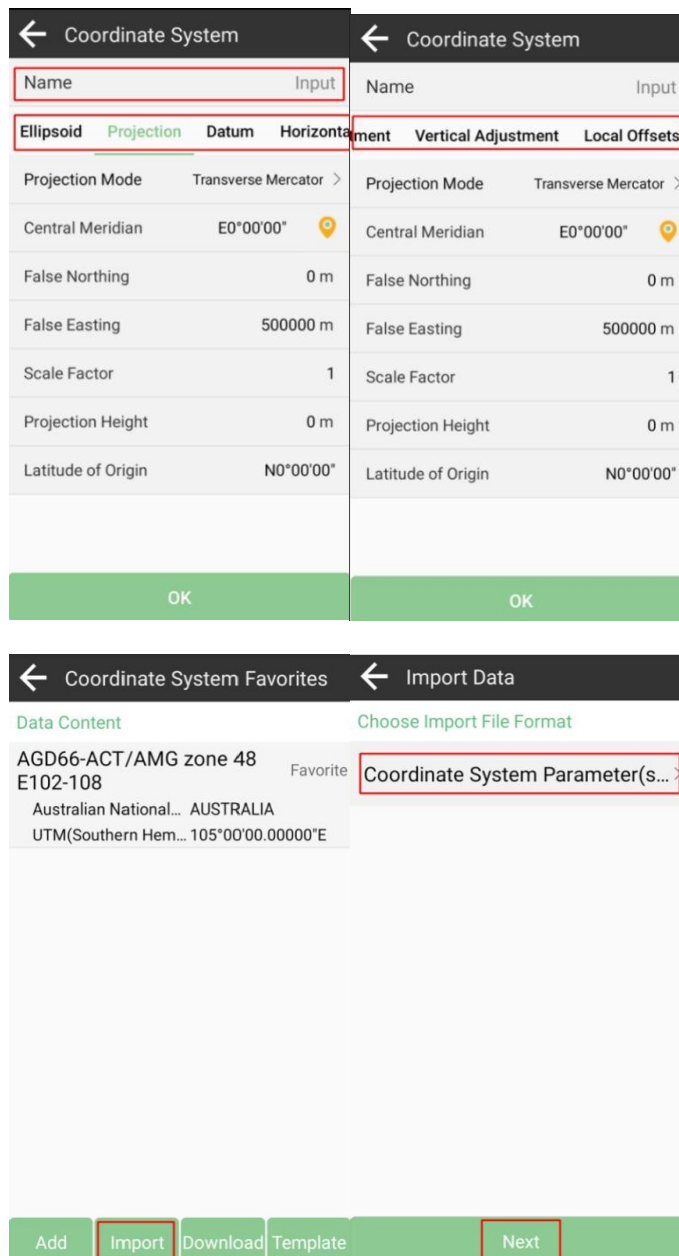 Coordinate System
Name Input
Ellipsoid Projection Datum Horizonta
Projection Mode Transverse Mercator >
Central Meridian E0°00'00"
False Northing 0 m
False Easting 500000 m
Scale Factor 1
Projection Height 0 m
Latitude of Origin N0°00'00"
OK
Coordinate System
Name Input
tment Vertical Adjustment Local Offsets
Projection Mode Transverse Mercator >
Central Meridian E0°00'00"
False Northing 0 m
False Easting 500000 m
Scale Factor 1
Projection Height 0 m
Latitude of Origin N0°00'00"
OK
Coordinate System Favorites
Data Content
AGD66-ACT/AMG zone 48
E102-108 Favorite
Australian National... AUSTRALIA
UTM(Southern Hem... 105°00'00.00000"E
Add Import Download Template
Import Data
Choose Import File Format
Coordinate System Parameter(s... >
Next